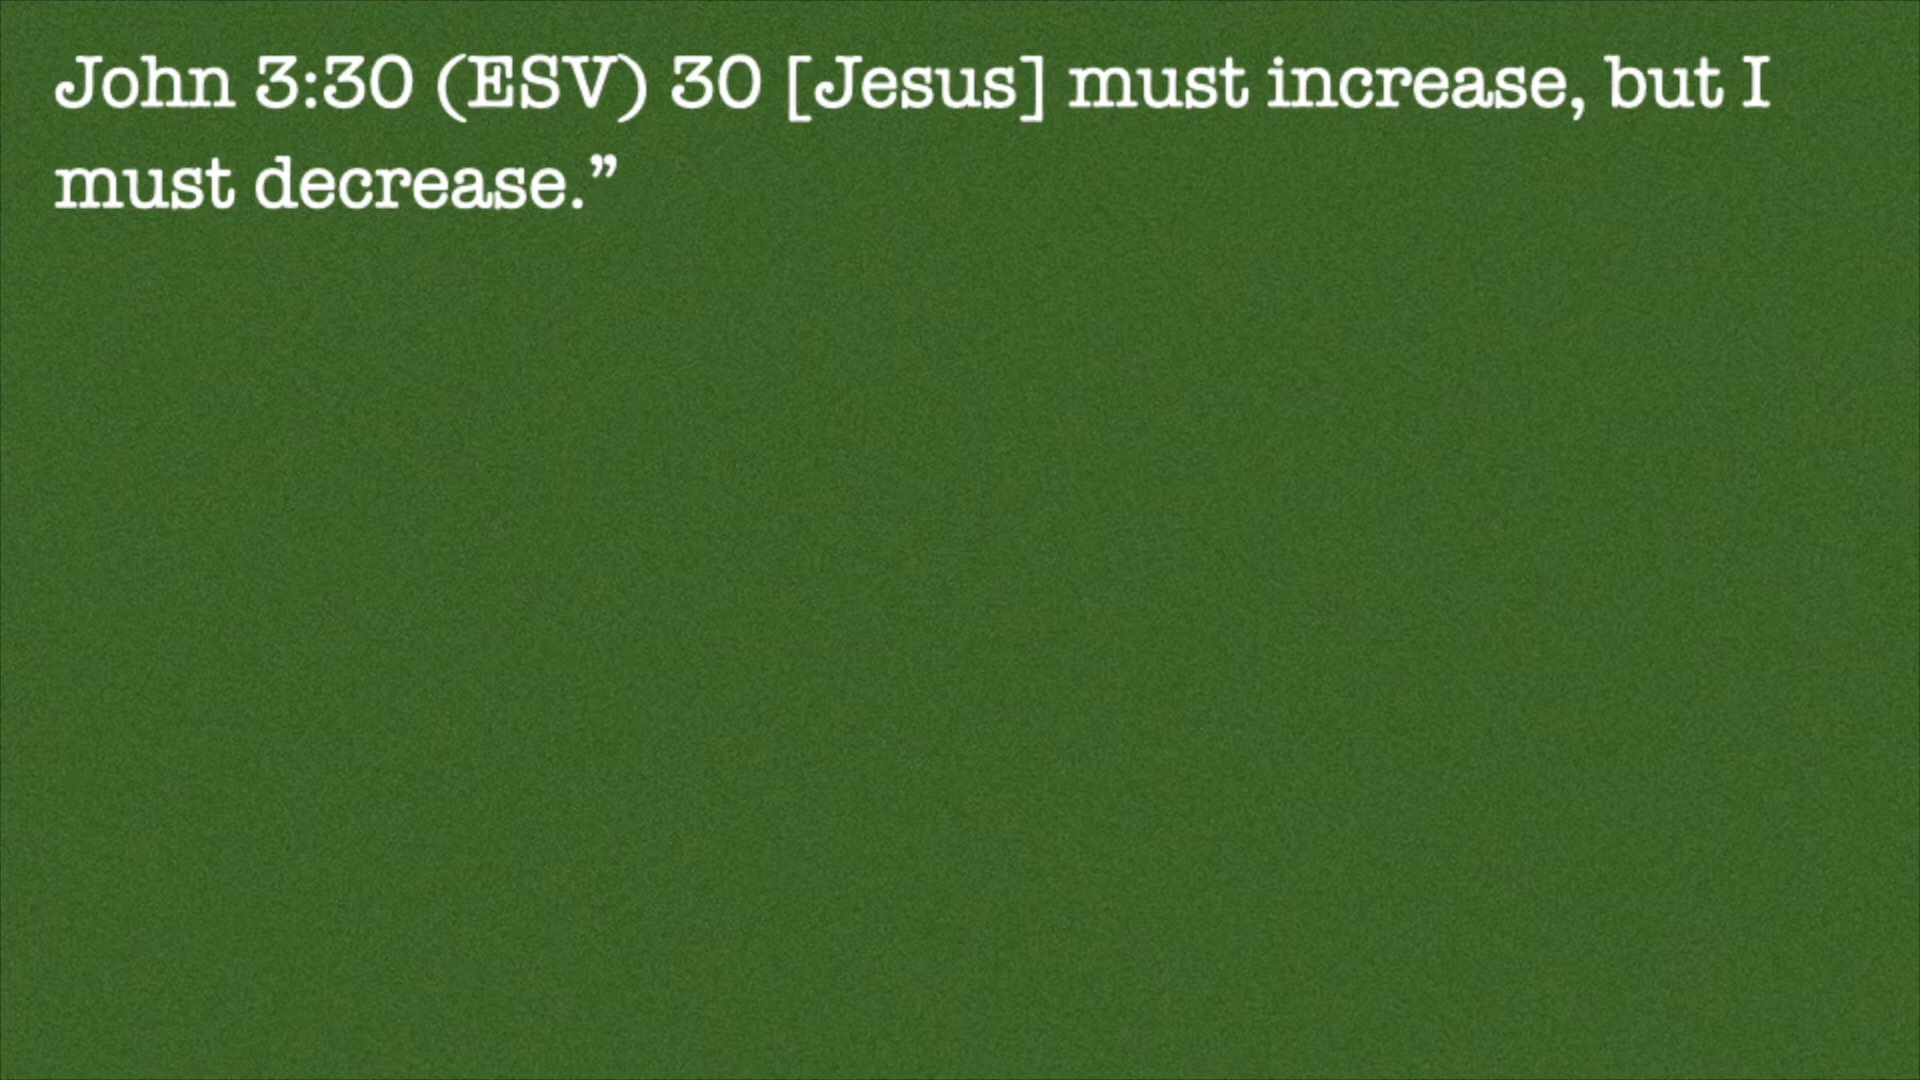 John 3:30 (ESV) 30 [Jesus] must increase, but I
must decrease.”